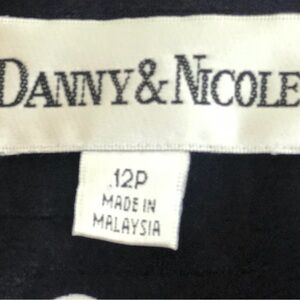 DANNY & NICOLE
12P
MADE IN
MALAYSIA